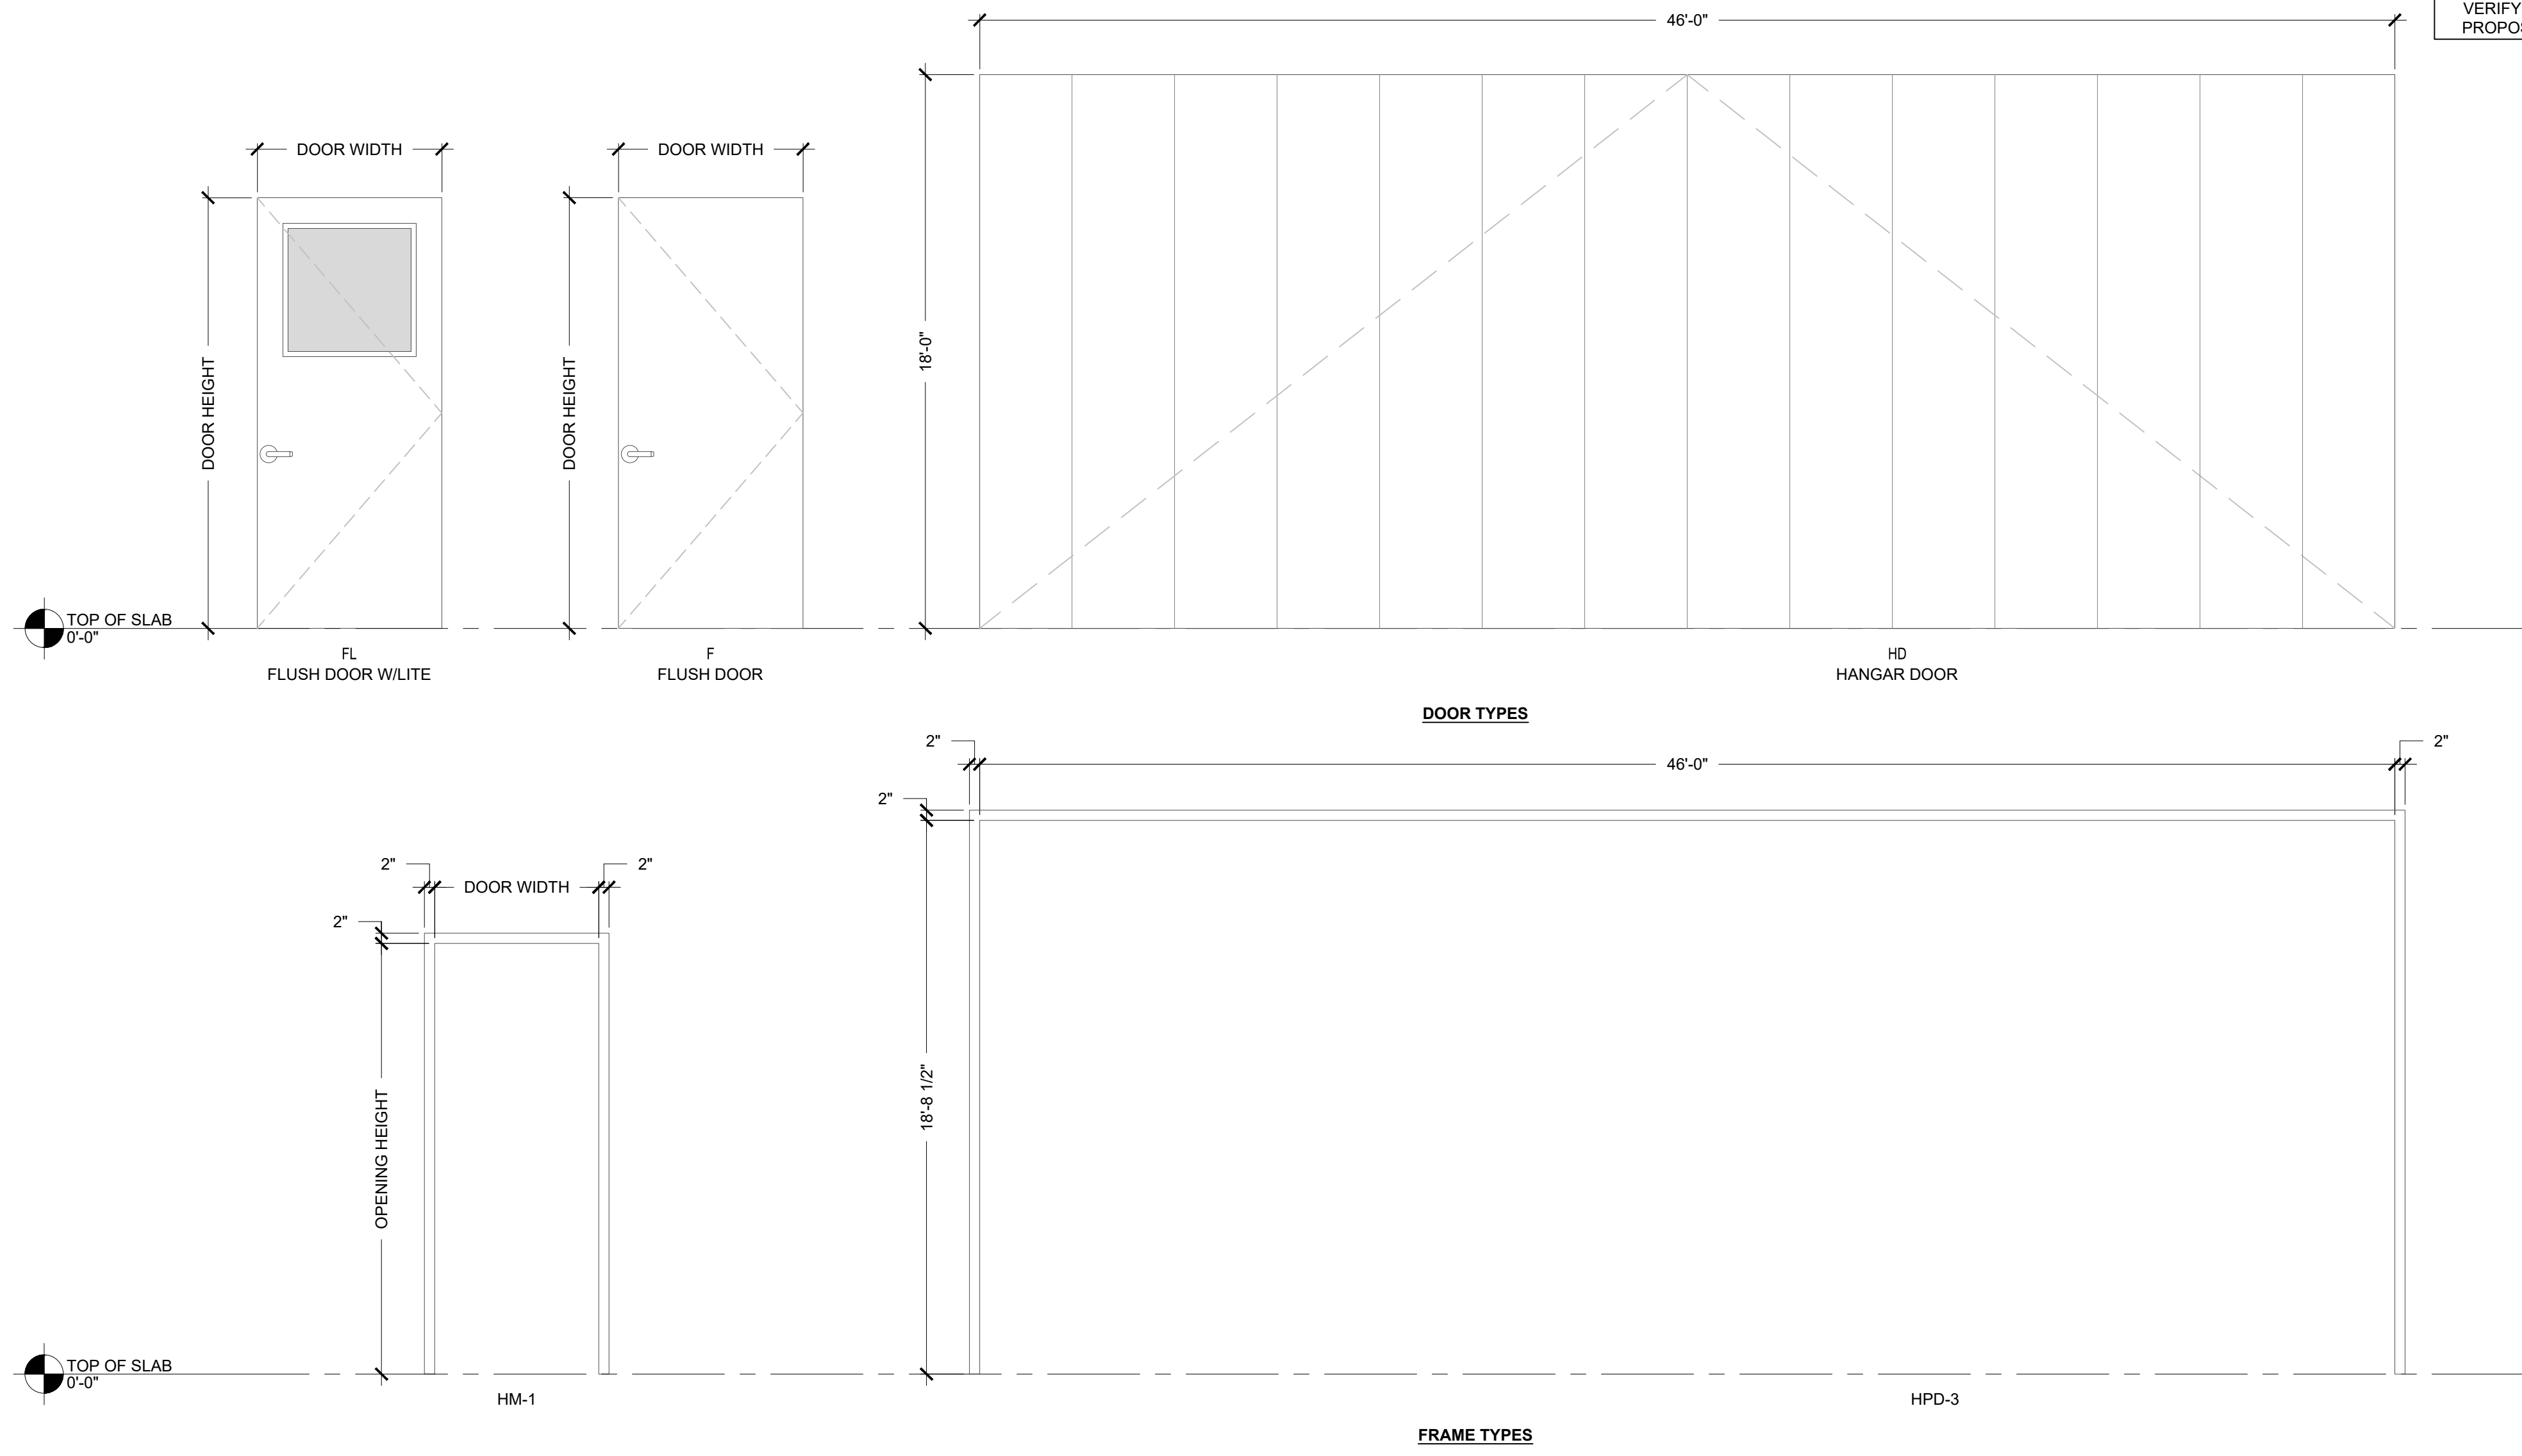 VERIFY
46'-0"
DOOR WIDTH
DOOR WIDTH
DOOR HEIGHT
DOOR HEIGHT
18'-0"
TOP OF SLAB
0'-0"
FL
FLUSH DOOR W/LITE
F
FLUSH DOOR
HD
HANGAR DOOR
DOOR TYPES
2"
46'-0"
2"
2"
2"
DOOR WIDTH
2"
2"
OPENING HEIGHT
18'-8 1/2"
TOP OF SLAB
0'-0"
HM-1
HPD-3
FRAME TYPES